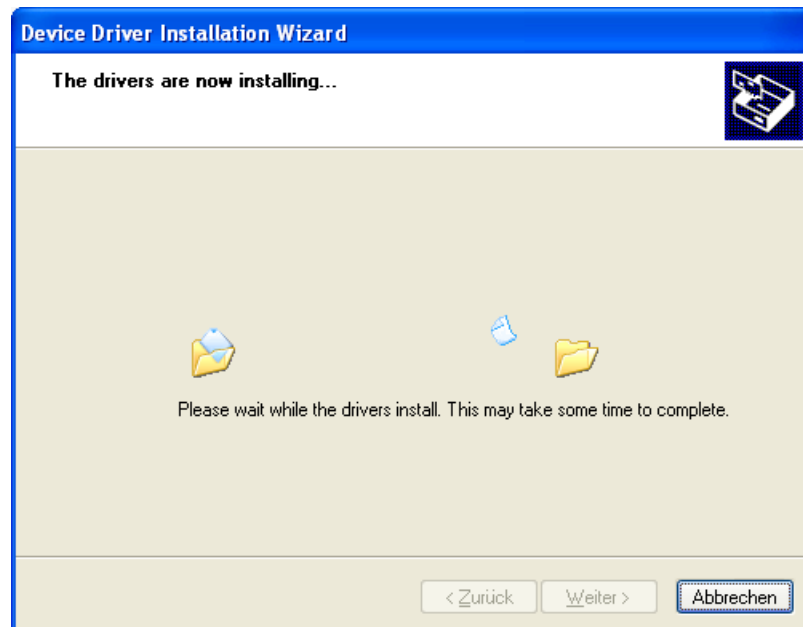 Device Driver Installation Wizard
The drivers are now installing...
Please wait while the drivers install. This may take some time to complete.
< Zurück Weiter > Abbrechen